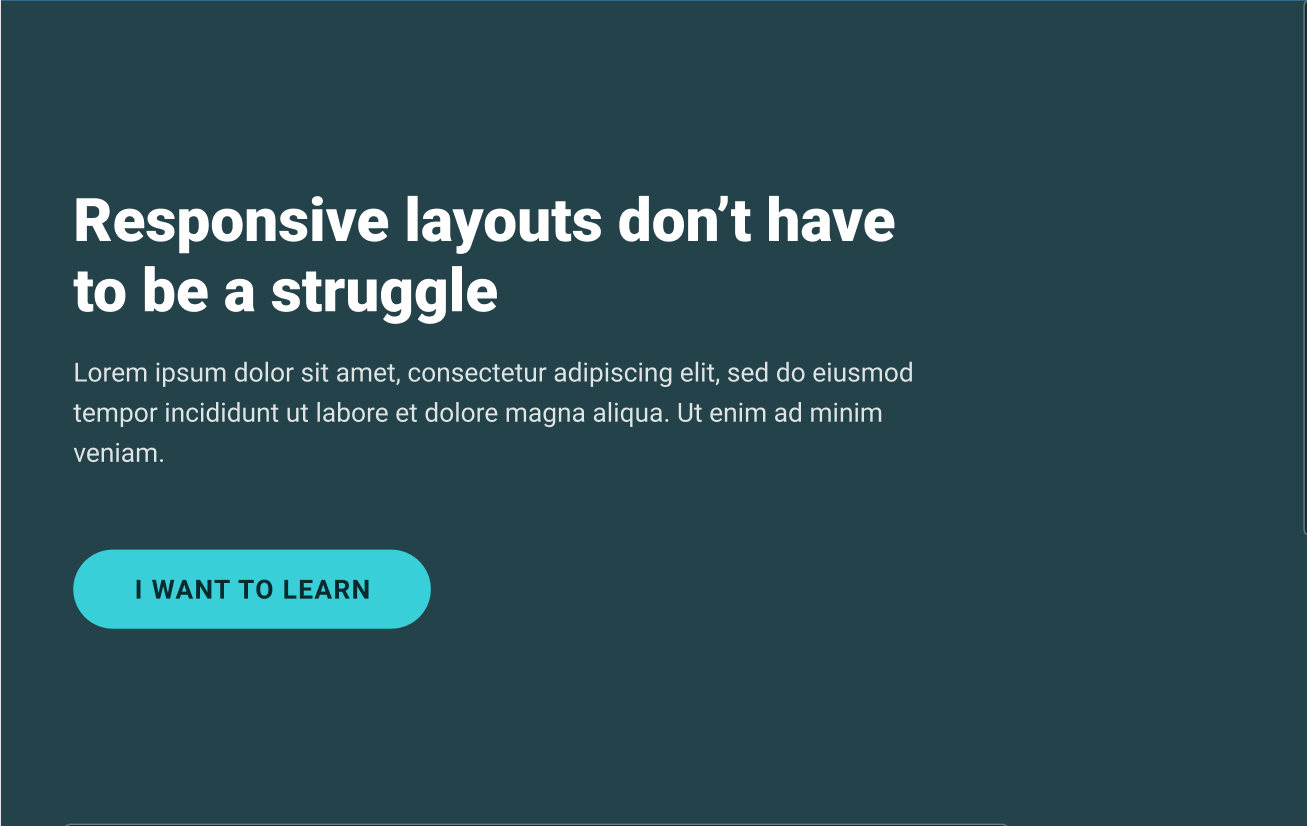 Responsive layouts don’t have
to be a struggle
Lorem ipsum dolor sit amet, consectetur adipiscing elit, sed do eiusmod
tempor incididunt ut labore et dolore magna aliqua. Ut enim ad minim
veniam.
I WANT TO LEARN